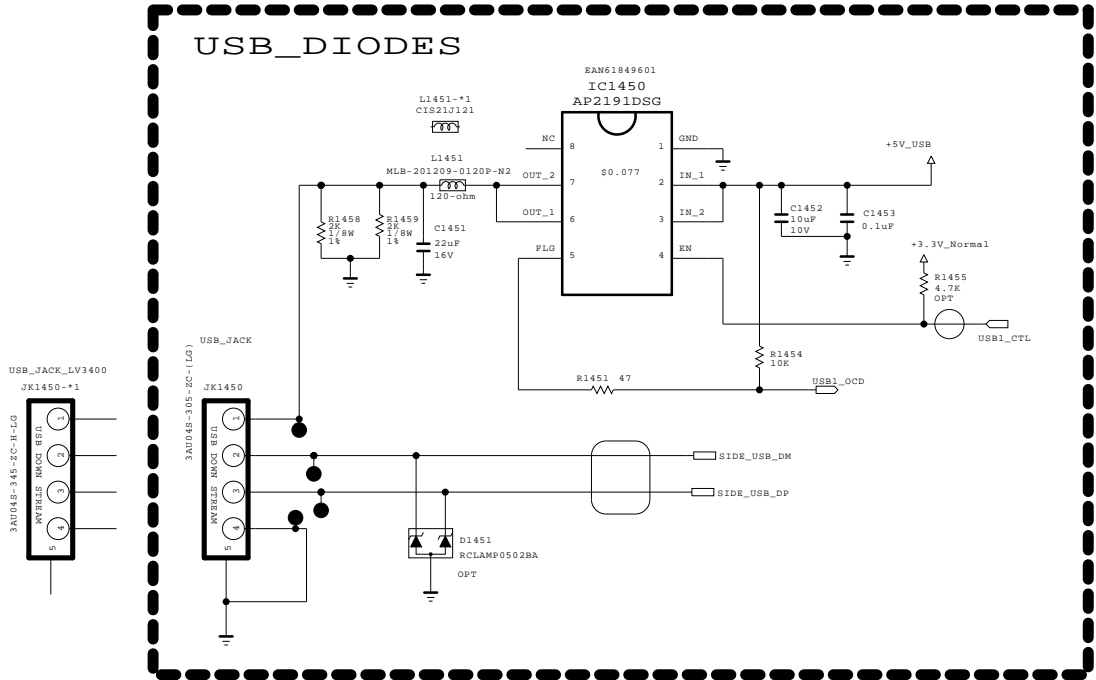 USB_DIODES
EAN61849601
IC1450
AP2191DSG
L1451-*1
CIS21J121
NC
8
1
GND
+5V_USB
L1451
MLB-201209-0120P-N2
120-ohm
OUT_2
7
$0.077
2
IN_1
OUT_1
6
3
IN_2
FLG
5
4
EN
R1458
2K
1/8W
1%
R1459
2K
1/8W
1%
C1451
22uF
16V
C1452
10uF
10V
C1453
0.1uF
+3.3V_Normal
R1455
4.7K
OPT
USB1_CTL
R1454
10K
R1451 47
USB1_OCD
USB_JACK_LV3400
JK1450-*1
3AU04S-345-ZC-H-LG
USB DOWN STREAM
1
2
3
4
5
USB_JACK
JK1450
3AU04S-305-ZC-(LG)
USB DOWN STREAM
1
2
3
4
5
SIDE_USB_DM
SIDE_USB_DP
D1451
RCLAMP0502BA
OPT